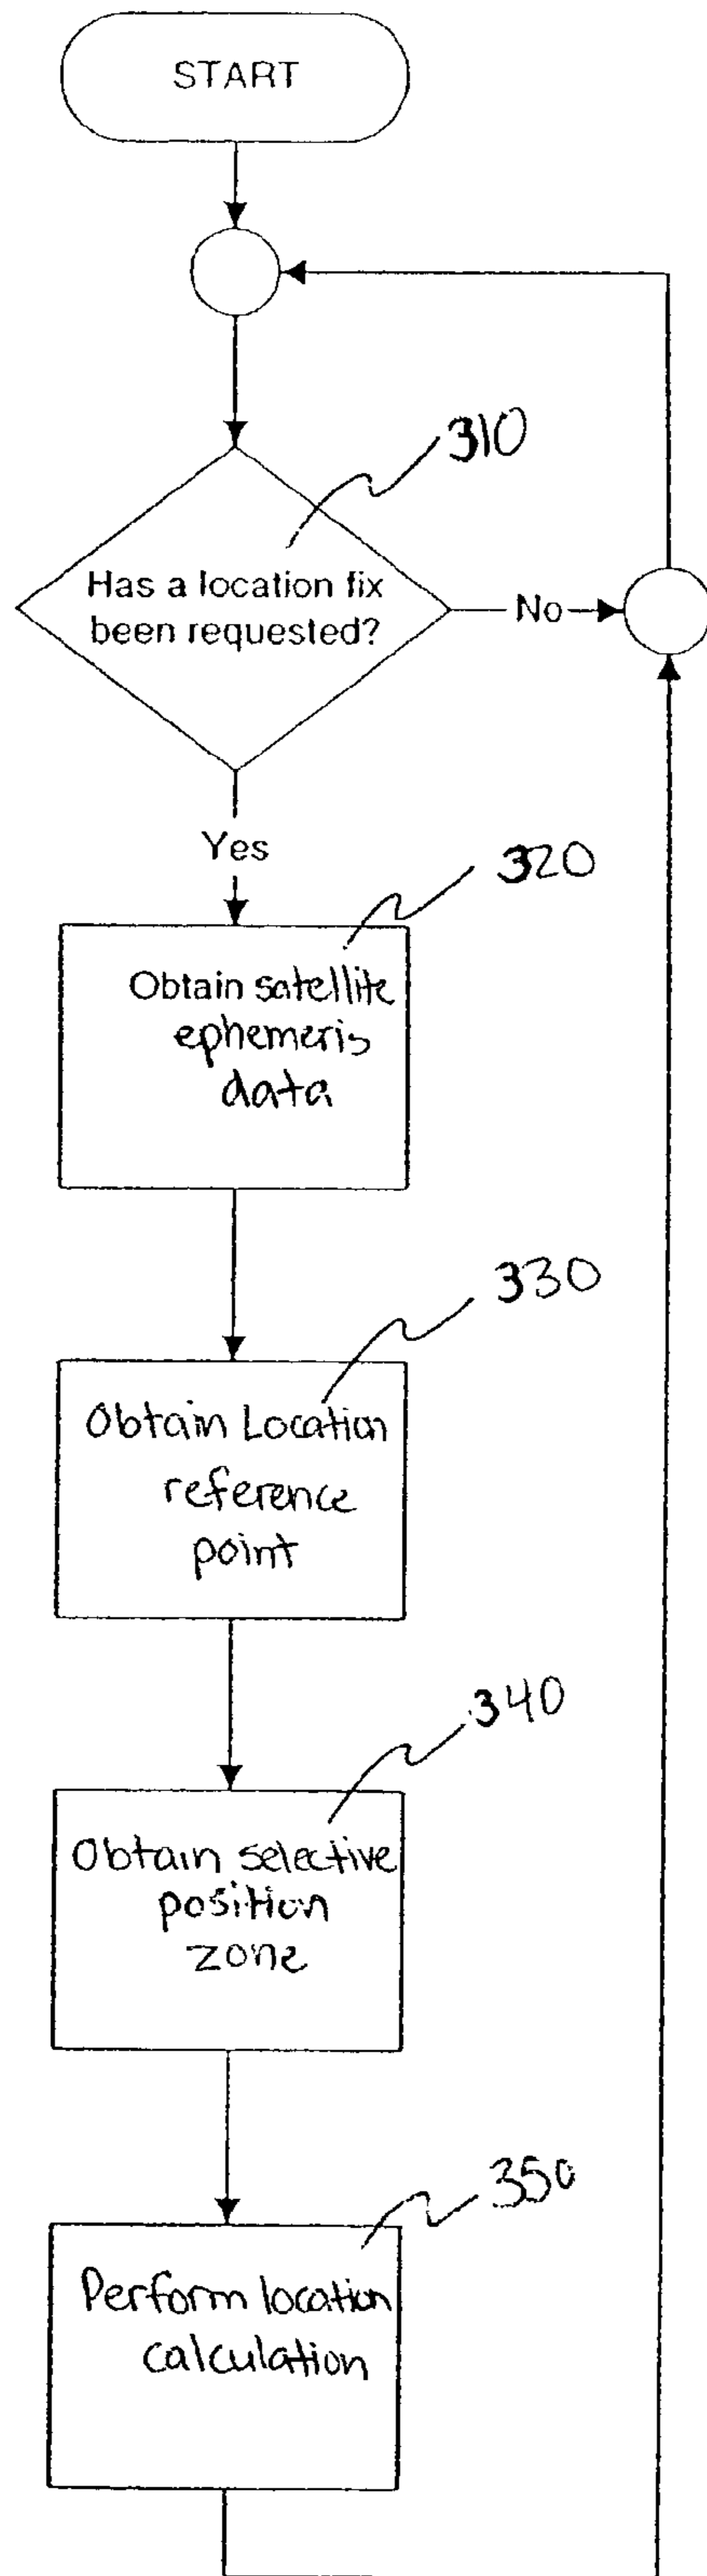 START
310
Has a location fix
been requested?
No
Yes
320
Obtain satellite
ephemeris
data
330
Obtain Location
reference
point
340
Obtain selective
position
zone
350
Perform location
calculation